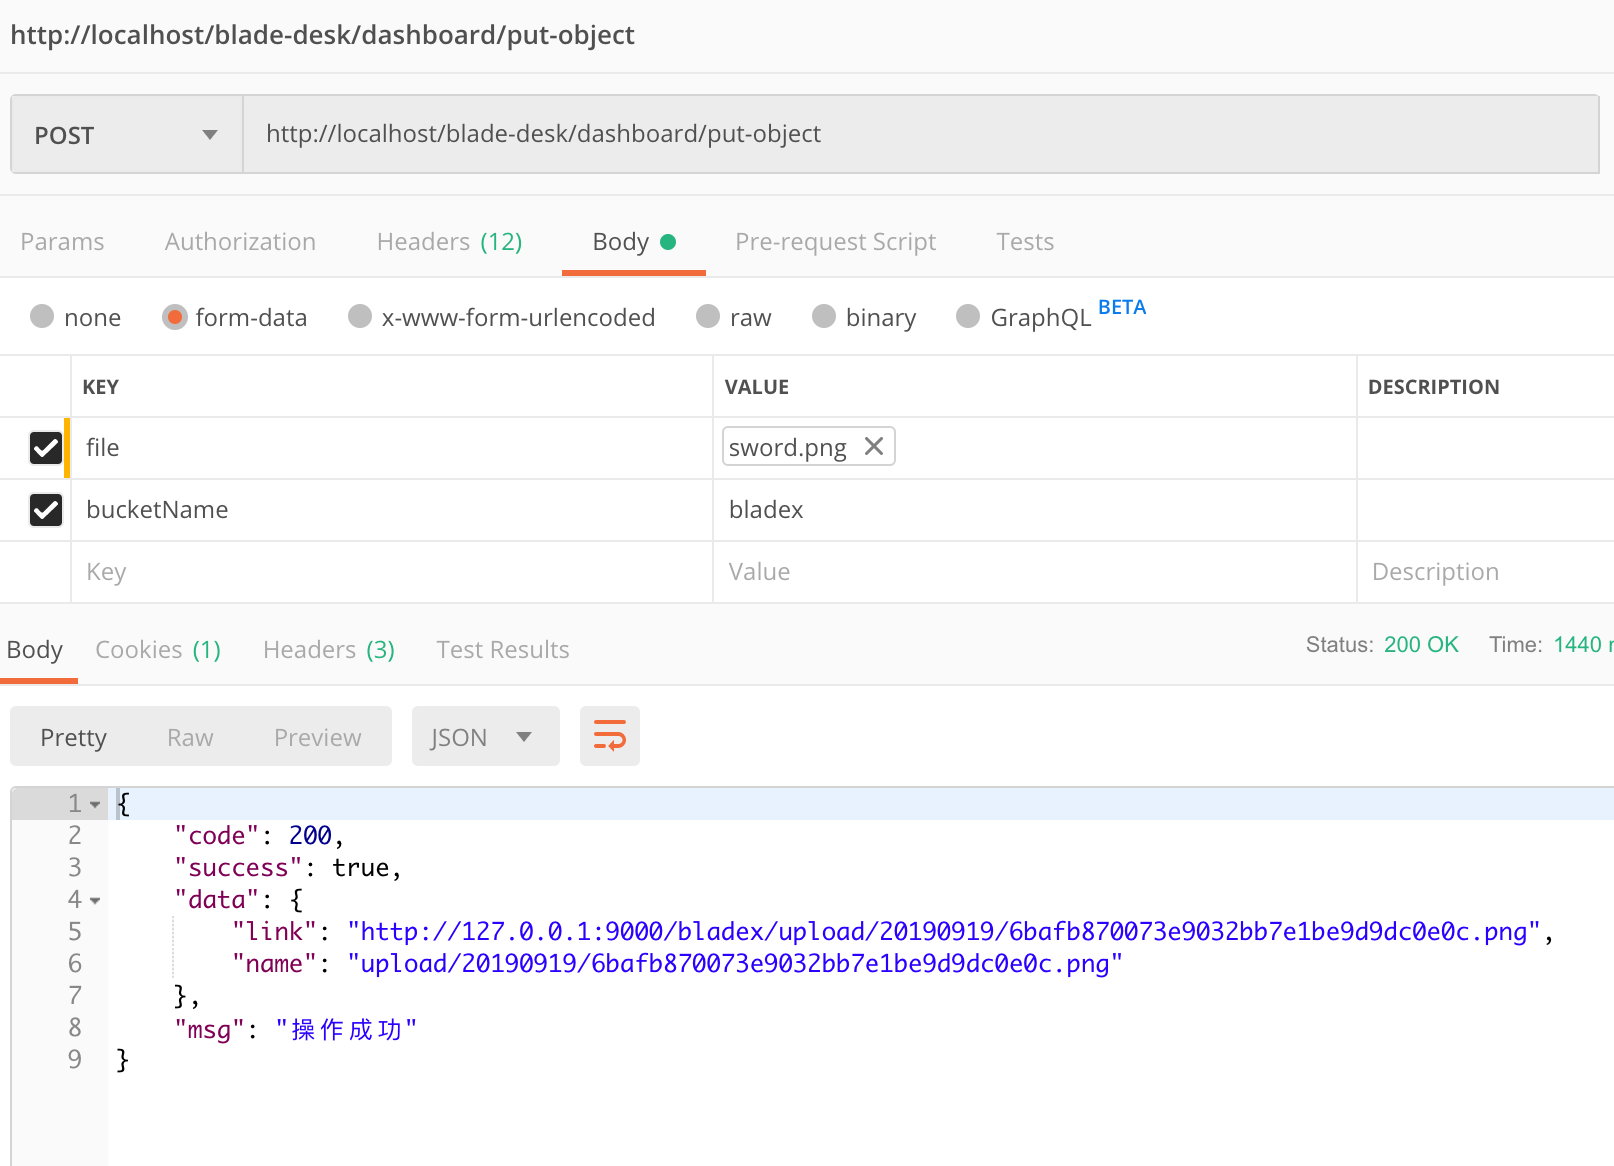 http://localhost/blade-desk/dashboard/put-object
POST http://localhost/blade-desk/dashboard/put-object
Params Authorization Headers (12) Body Pre-request Script Tests
none form-data x-www-form-urlencoded raw binary GraphQL BETA
KEY VALUE DESCRIPTION
file sword.png
bucketName bladex
Key Value Description
Body Cookies (1) Headers (3) Test Results Status: 200 OK Time: 1440
Pretty Raw Preview JSON
1 {
2 "code": 200,
3 "success": true,
4 "data": {
5 "link": "http://127.0.0.1:9000/bladex/upload/20190919/6bafb870073e9032bb7e1be9d9dc0e0c.png",
6 "name": "upload/20190919/6bafb870073e9032bb7e1be9d9dc0e0c.png"
7 },
8 "msg": "操作成功"
9 }